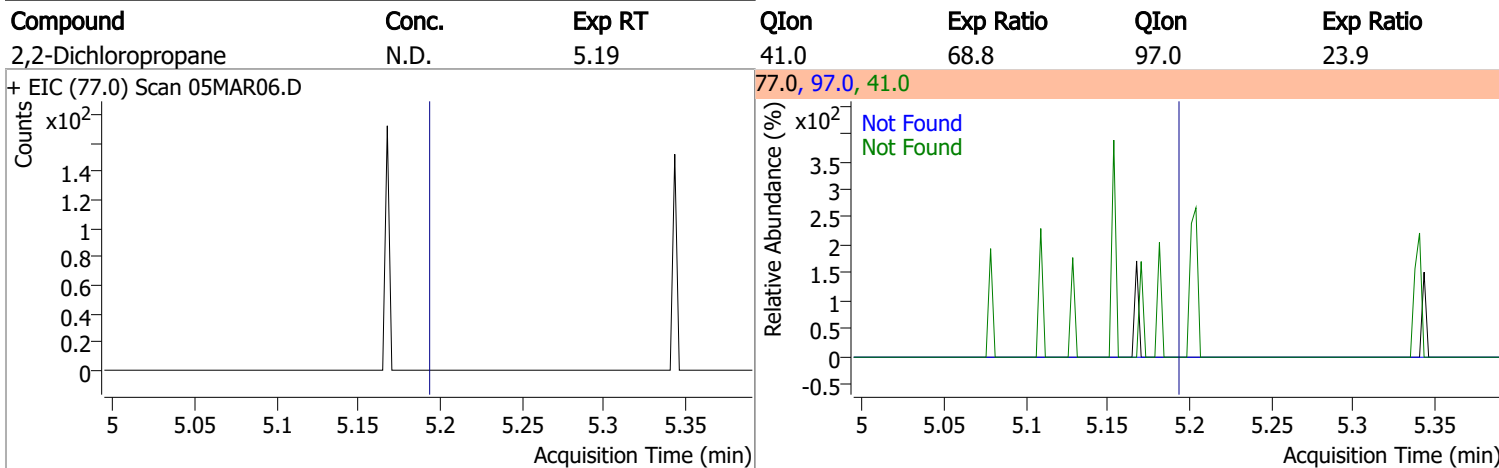 Compound Conc. Exp RT QIon Exp Ratio QIon Exp Ratio
2,2-Dichloropropane N.D. 5.19 41.0 68.8 97.0 23.9
+ EIC (77.0) Scan 05MAR06.D
Counts
x10²
1.4
1.2
1
0.8
0.6
0.4
0.2
0
5 5.05 5.1 5.15 5.2 5.25 5.3 5.35
Acquisition Time (min)
77.0, 97.0, 41.0
Relative Abundance (%)
x10²
Not Found
Not Found
3.5
3
2.5
2
1.5
1
0.5
0
-0.5
5 5.05 5.1 5.15 5.2 5.25 5.3 5.35
Acquisition Time (min)